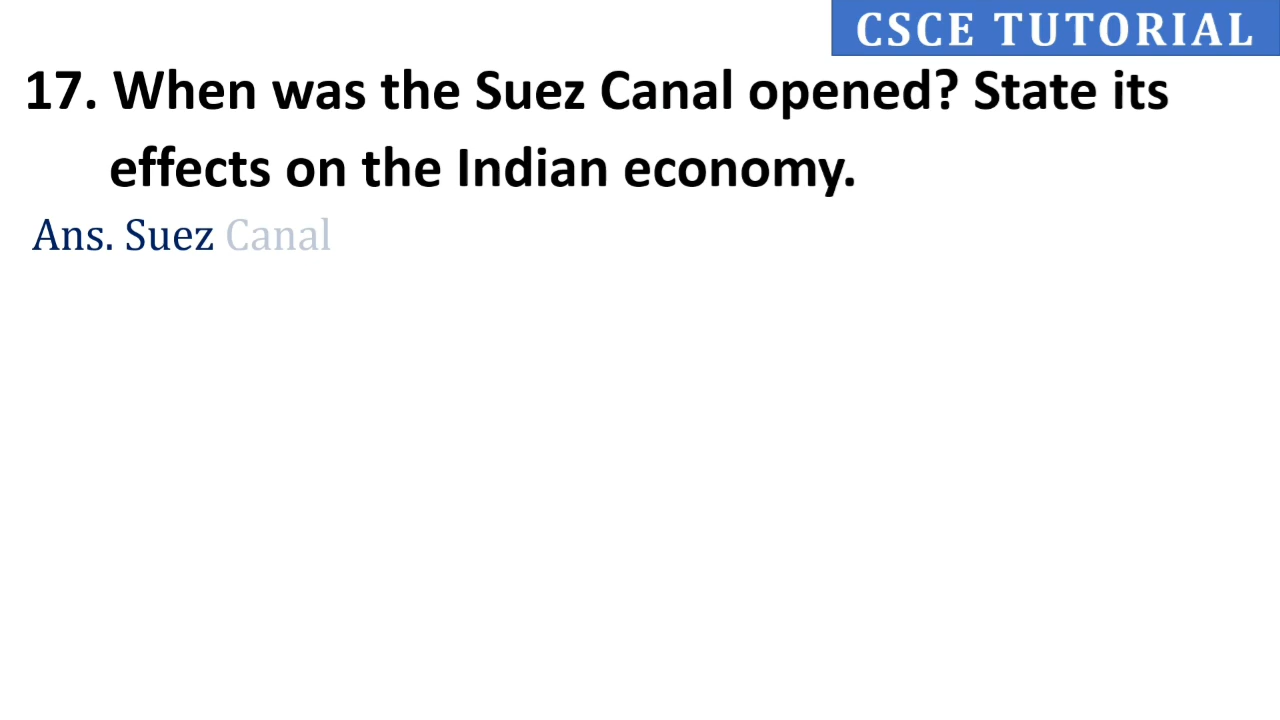 CSCE TUTORIAL
17. When was the Suez Canal opened? State its
effects on the Indian economy.
Ans. Suez Canal